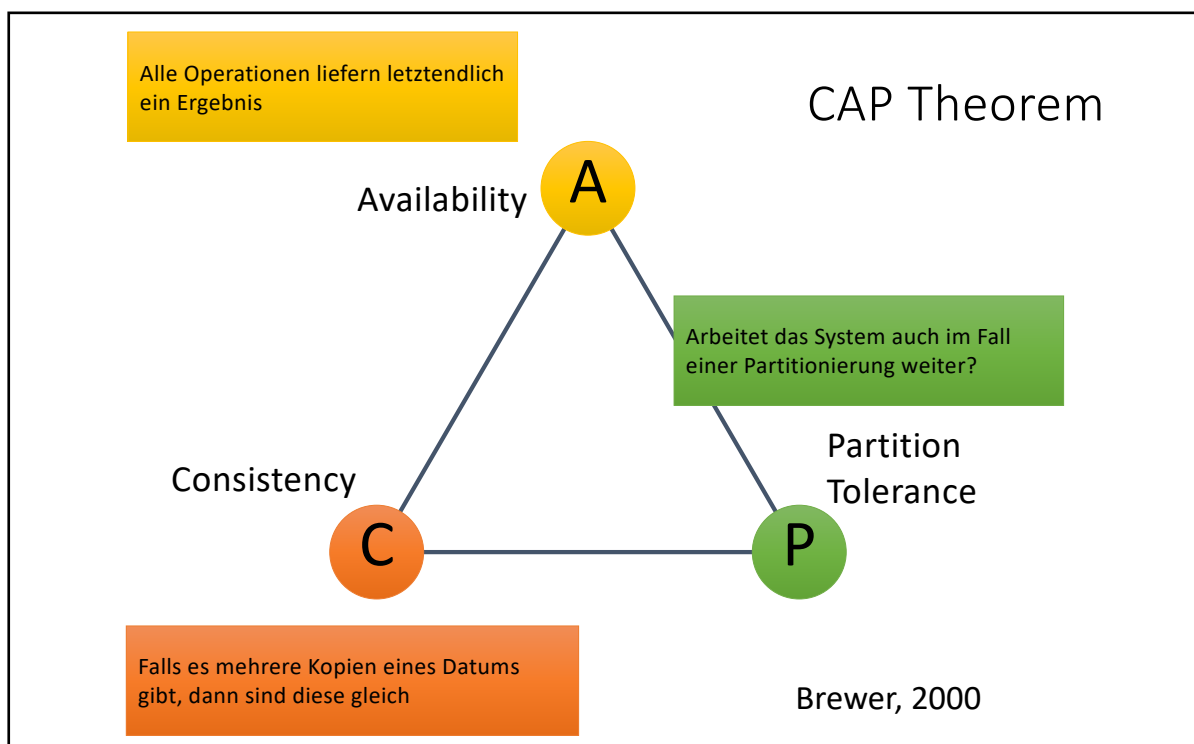 Alle Operationen liefern letztendlich
ein Ergebnis
CAP Theorem
A
Availability
Arbeitet das System auch im Fall
einer Partitionierung weiter?
Partition
Tolerance
Consistency
C
P
Falls es mehrere Kopien eines Datums
gibt, dann sind diese gleich
Brewer, 2000